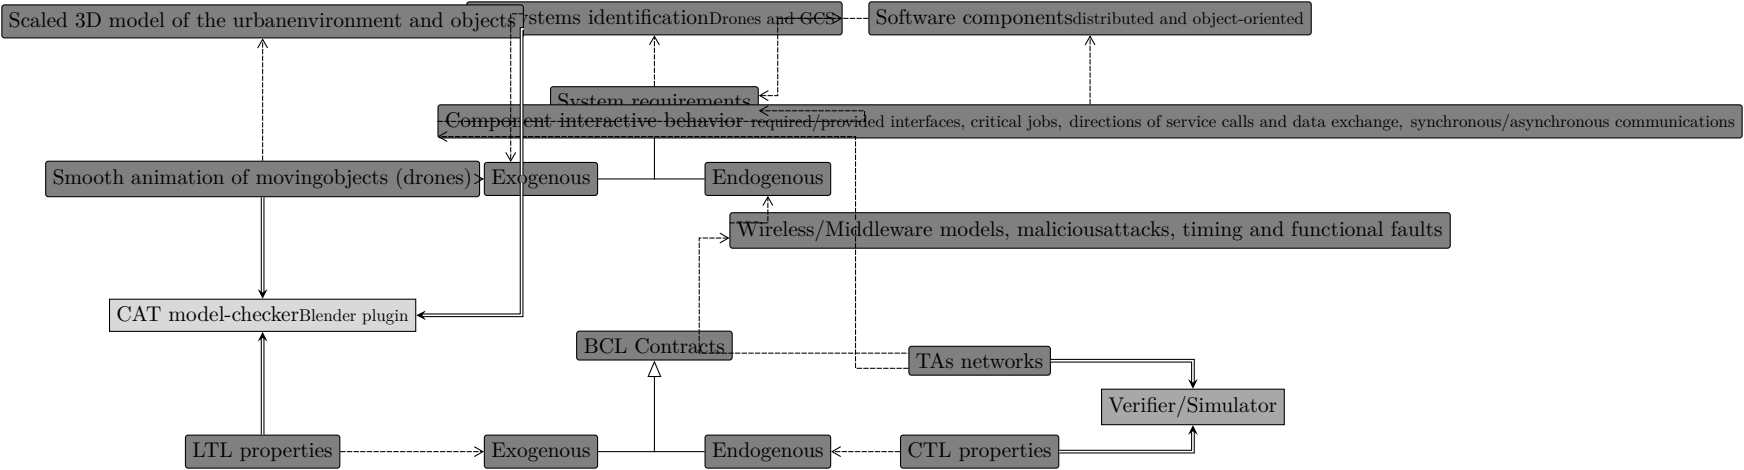 Scaled 3D model of the urbanenvironment and objects
ystems identificationDrones and GCS
Software componentsdistributed and object-oriented
System requirements
Component interactive behavior required/provided interfaces, critical jobs, directions of service calls and data exchange, synchronous/asynchronous communications
Smooth animation of movingobjects (drones)
Exogenous
Endogenous
Wireless/Middleware models, maliciousattacks, timing and functional faults
CAT model-checkerBlender plugin
BCL Contracts
TAs networks
Verifier/Simulator
LTL properties
Exogenous
Endogenous
CTL properties